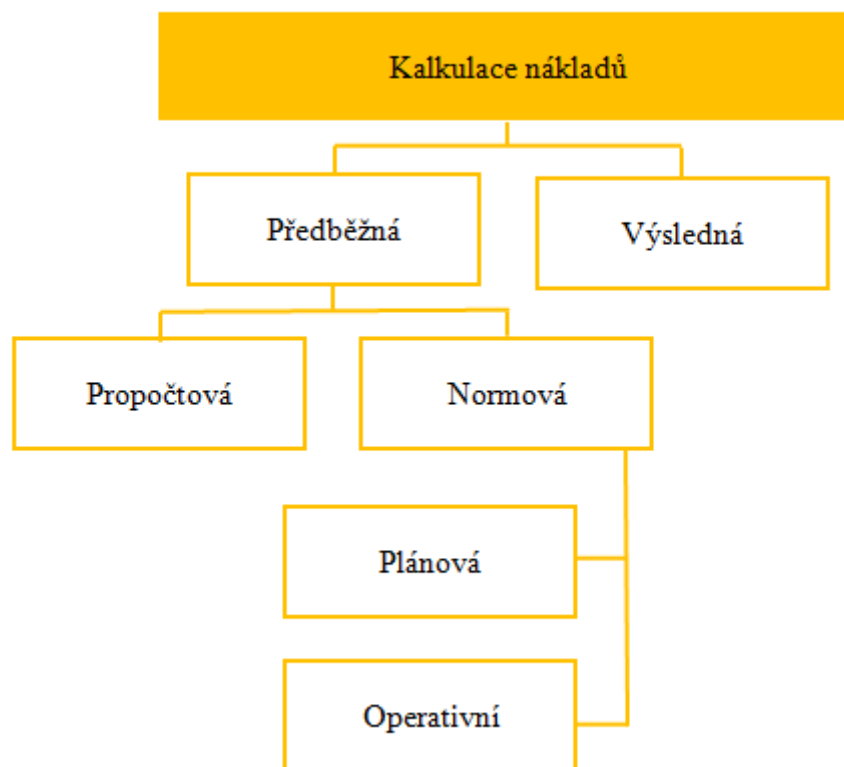 Kalkulace nákladů
Předběžná
Výsledná
Propočtová
Normová
Plánová
Operativní